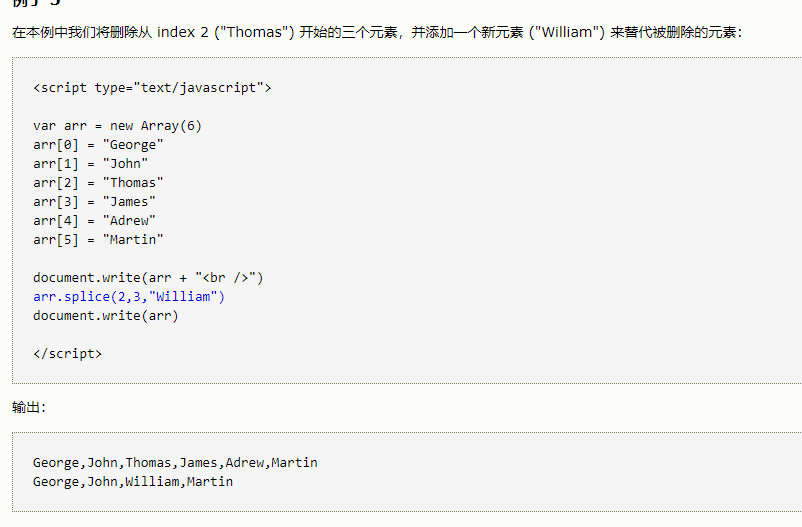 在本例中我们将删除从 index 2 ("Thomas") 开始的三个元素，并添加一个新元素 ("William") 来替代被删除的元素：
<script type="text/javascript">
var arr = new Array(6)
arr[0] = "George"
arr[1] = "John"
arr[2] = "Thomas"
arr[3] = "James"
arr[4] = "Adrew"
arr[5] = "Martin"
document.write(arr + "<br />")
arr.splice(2,3,"William")
document.write(arr)
</script>
输出：
George,John,Thomas,James,Adrew,Martin
George,John,William,Martin